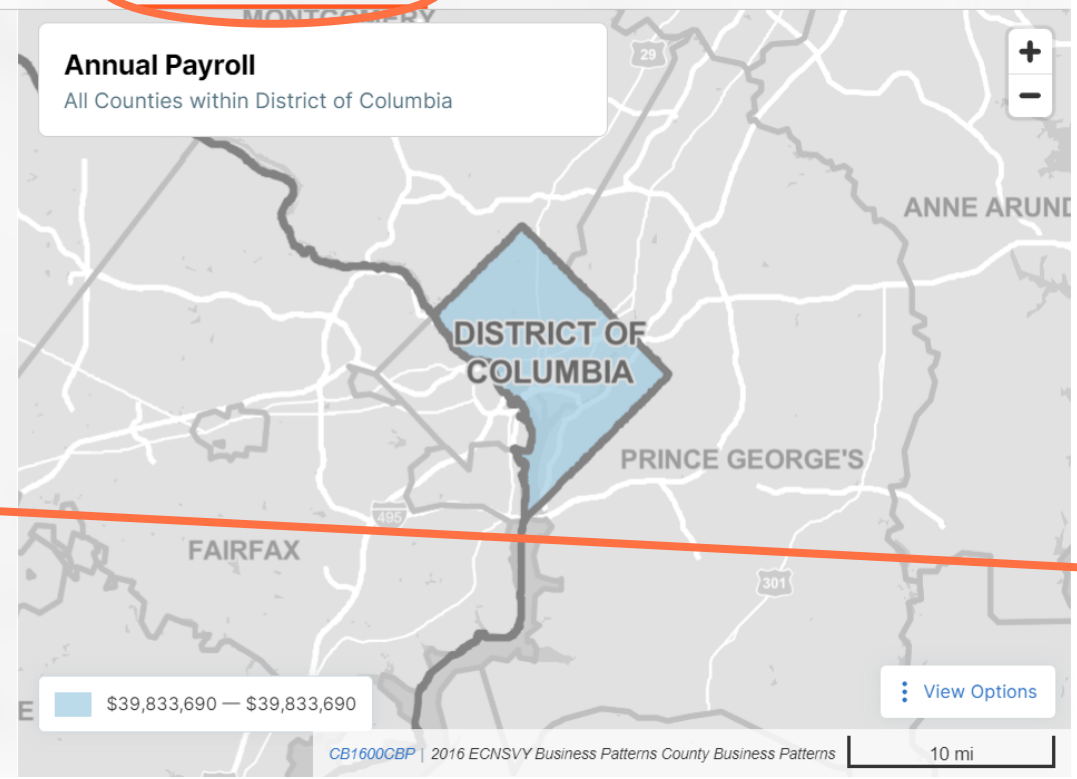 MONTGOMERY
Annual Payroll
All Counties within District of Columbia
29
+
−
ANNE ARUND
DISTRICT OF
COLUMBIA
PRINCE GEORGE'S
495
FAIRFAX
301
E
$39,833,690 — $39,833,690
View Options
CB1600CBP | 2016 ECNSVY Business Patterns County Business Patterns
10 mi